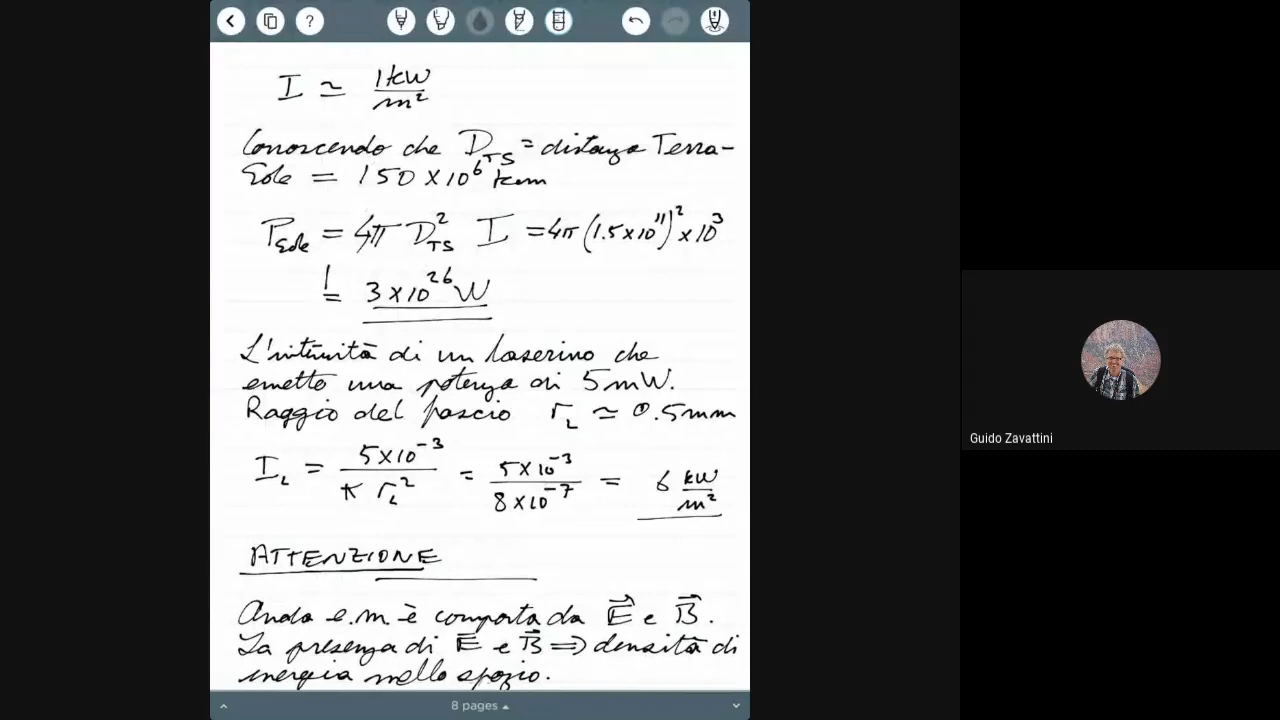 ?
I ≃ 1kW/m²
Conoscendo che D_TS = distanza Terra-
Sole = 150 × 10⁶ km
P_Sole = 4π D_TS² I = 4π (1.5 × 10¹¹)² × 10³
= 3 × 10²⁶ W
L'intensità di un laserino che
emette una potenza di 5mW.
Raggio del fascio r_L ≃ 0.5mm
I_L = 5×10⁻³ / π r_L² = 5×10⁻³ / 8×10⁻⁷ = 6 kW/m²
ATTENZIONE
Onda e.m. è composta da E⃗ e B⃗.
La presenza di E⃗ e B⃗ ⇒ densità di
energia nello spazio.
8 pages
Guido Zavattini